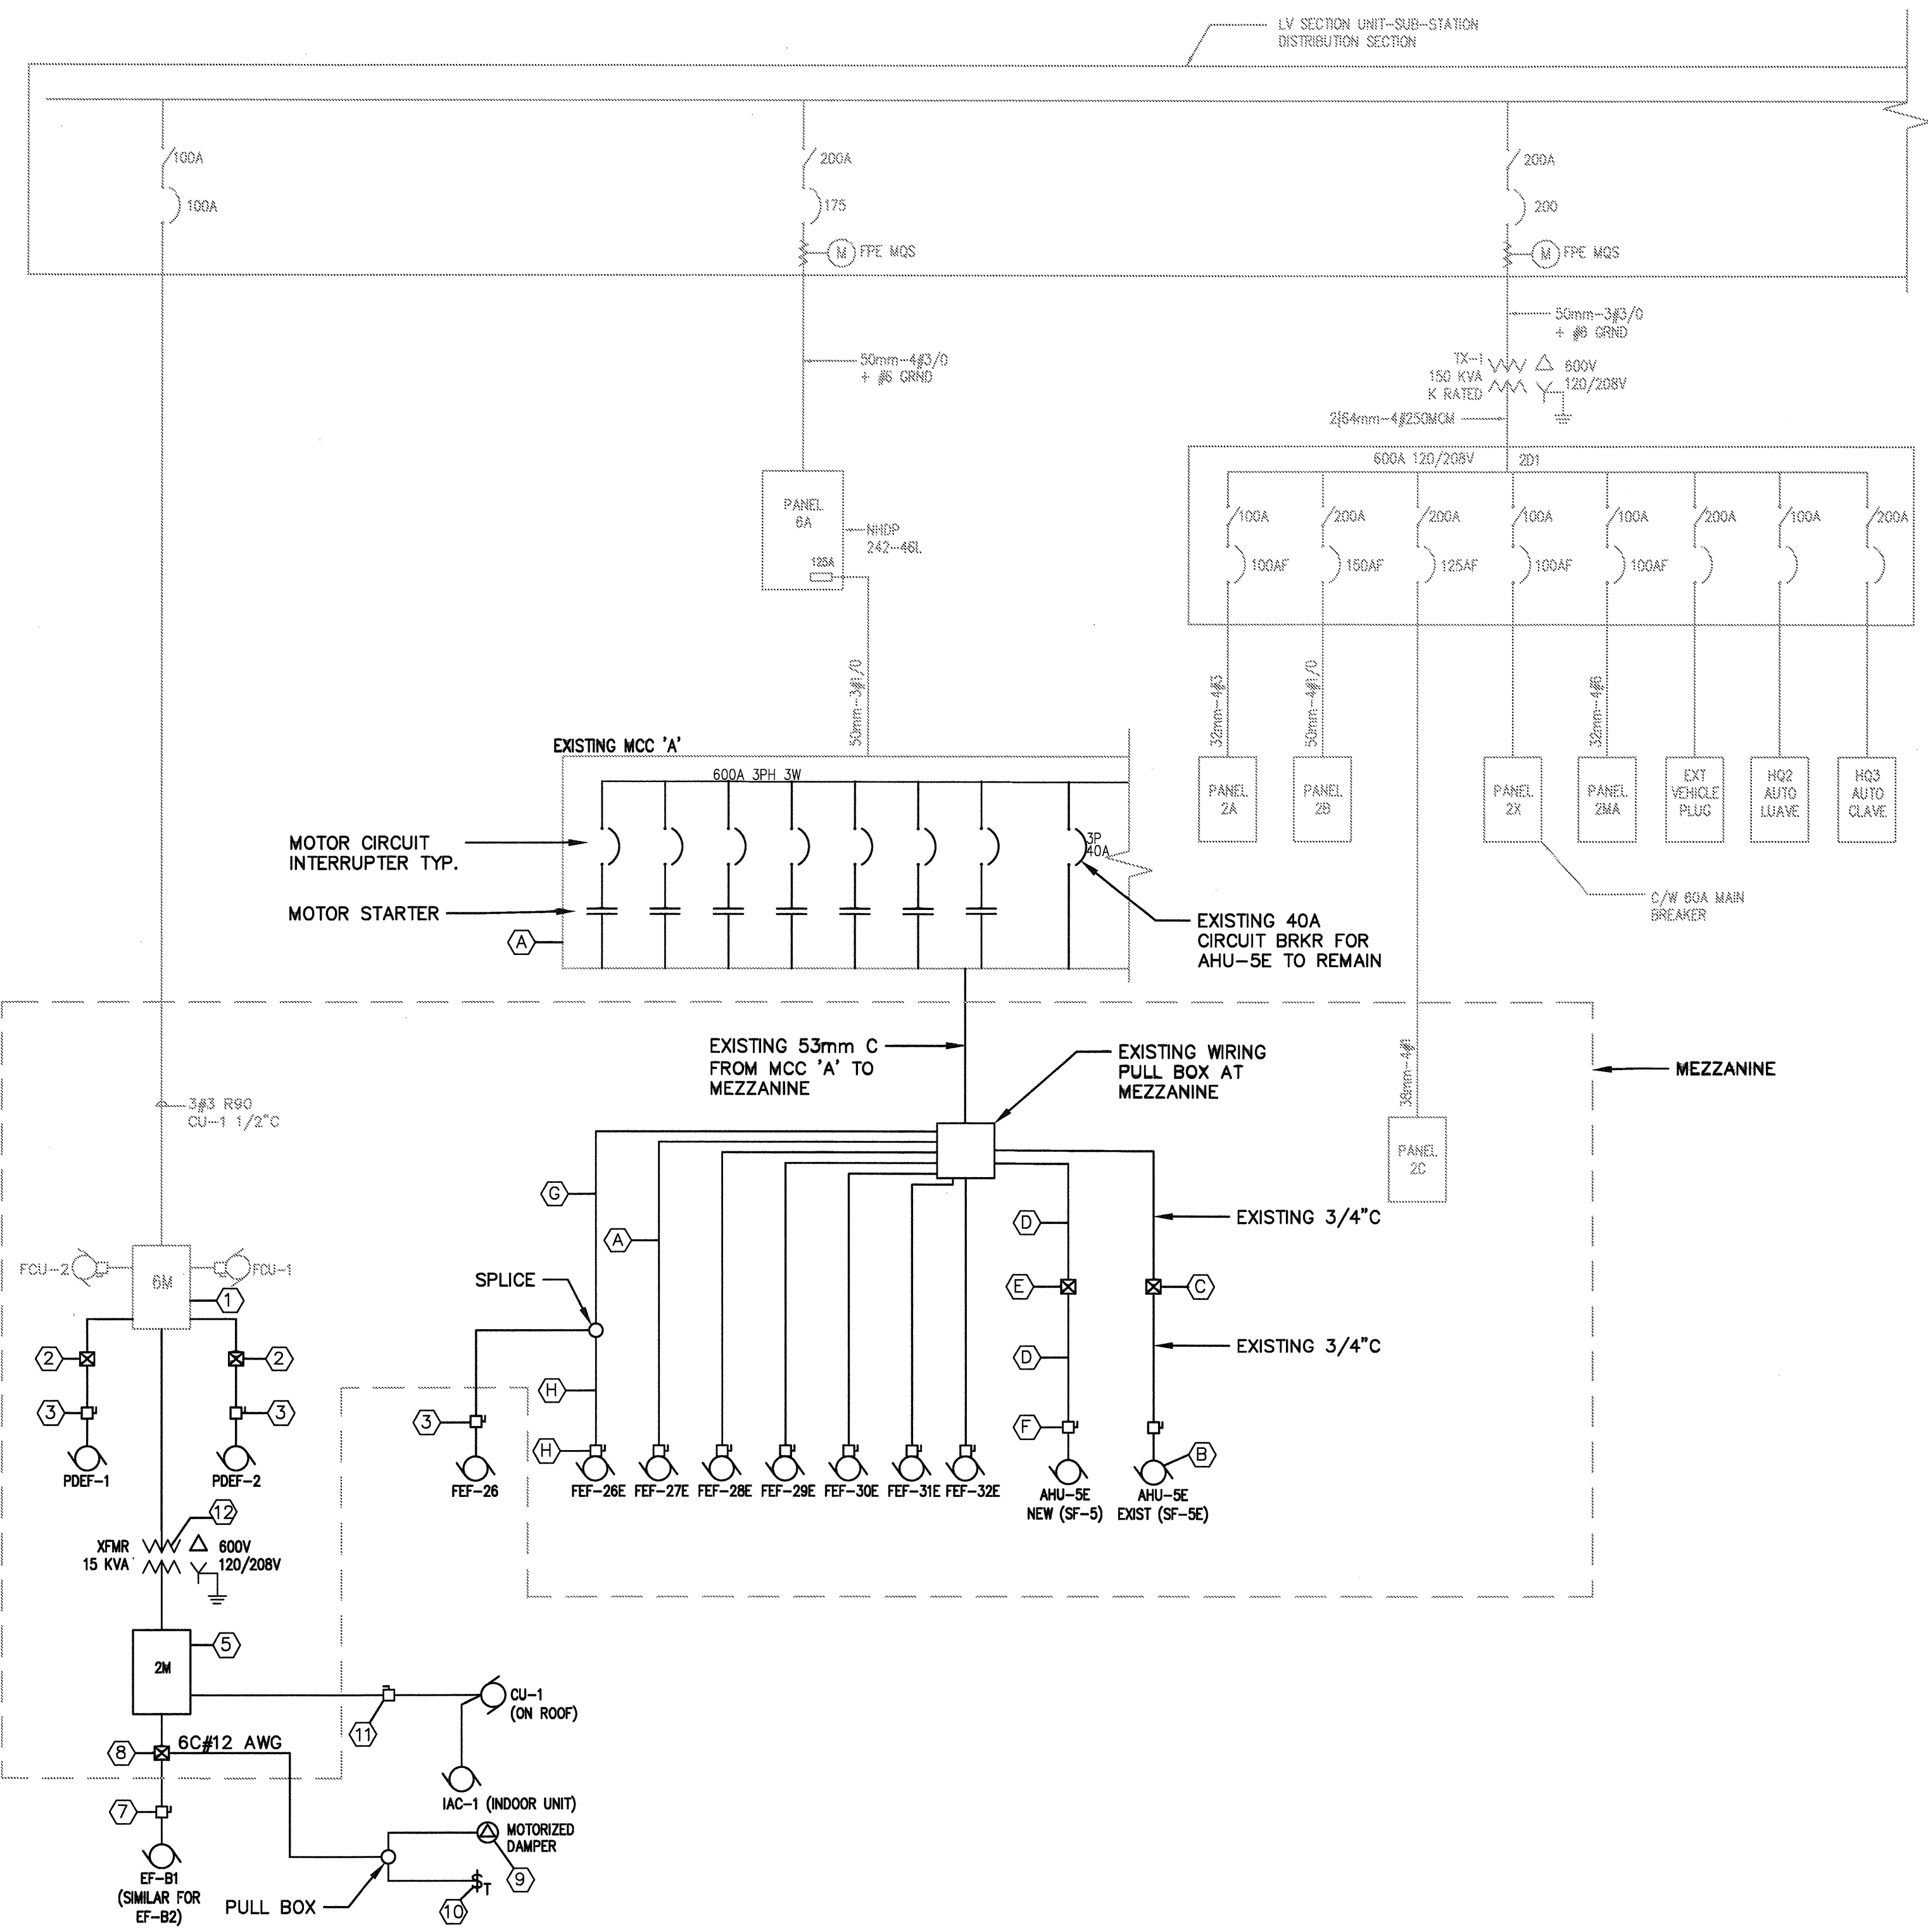 LV SECTION UNIT-SUB-STATION
DISTRIBUTION SECTION
100A
100A
200A
175
M
FPE MQS
200A
200
M
FPE MQS
50mm-4#3/0
+ #6 GRND
50mm-3#3/0
+ #6 GRND
TX-1
150 KVA
K RATED
600V
120/208V
2|64mm-4#250MCM
600A 120/208V
2D1
100A
200A
200A
100A
100A
200A
100A
200A
100AF
150AF
125AF
100AF
100AF
PANEL
6A
125A
NHDP
242-46L
50mm-3#1/0
32mm-4#3
50mm-4#1/0
32mm-4#6
PANEL
2A
PANEL
2B
PANEL
2X
PANEL
2MA
EXT
VEHICLE
PLUG
HQ2
AUTO
LUAVE
HQ3
AUTO
CLAVE
C/W 60A MAIN
BREAKER
EXISTING MCC 'A'
600A 3PH 3W
MOTOR CIRCUIT
INTERRUPTER TYP.
MOTOR STARTER
A
3P
40A
EXISTING 40A
CIRCUIT BRKR FOR
AHU-5E TO REMAIN
EXISTING 53mm C
FROM MCC 'A' TO
MEZZANINE
EXISTING WIRING
PULL BOX AT
MEZZANINE
38mm-4#1
MEZZANINE
PANEL
2C
3#3 R90
CU-1 1/2"C
G
A
D
EXISTING 3/4"C
FCU-2
6M
FCU-1
1
SPLICE
E
C
2
2
D
EXISTING 3/4"C
H
3
3
3
F
H
B
PDEF-1
PDEF-2
FEF-26
FEF-26E
FEF-27E
FEF-28E
FEF-29E
FEF-30E
FEF-31E
FEF-32E
AHU-5E
NEW (SF-5)
AHU-5E
EXIST (SF-5E)
12
XFMR
15 KVA
600V
120/208V
5
2M
CU-1
(ON ROOF)
11
8
6C#12 AWG
IAC-1 (INDOOR UNIT)
7
MOTORIZED
DAMPER
9
$T
10
EF-B1
(SIMILAR FOR
EF-B2)
PULL BOX